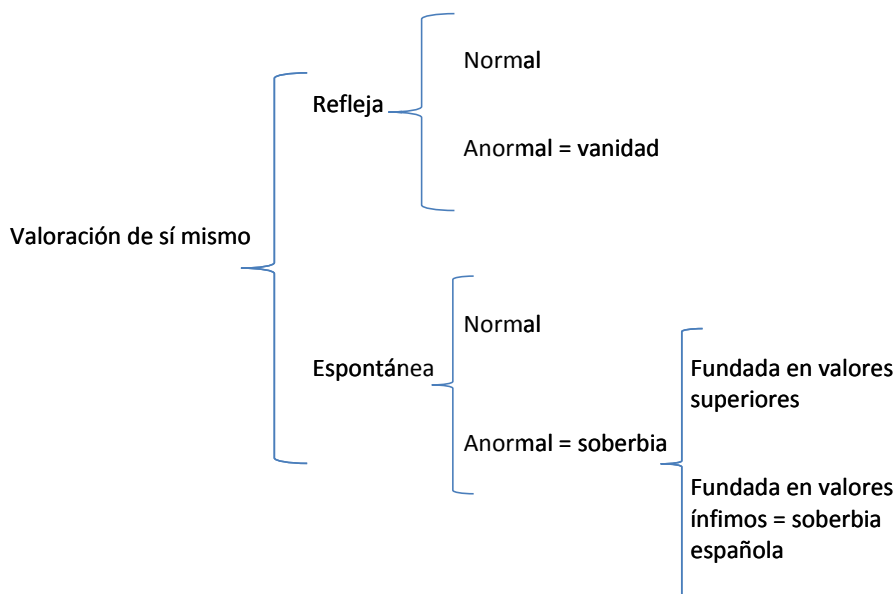 Valoración de sí mismo
Refleja
Normal
Anormal = vanidad
Espontánea
Normal
Anormal = soberbia
Fundada en valores
superiores
Fundada en valores
ínfimos = soberbia
española